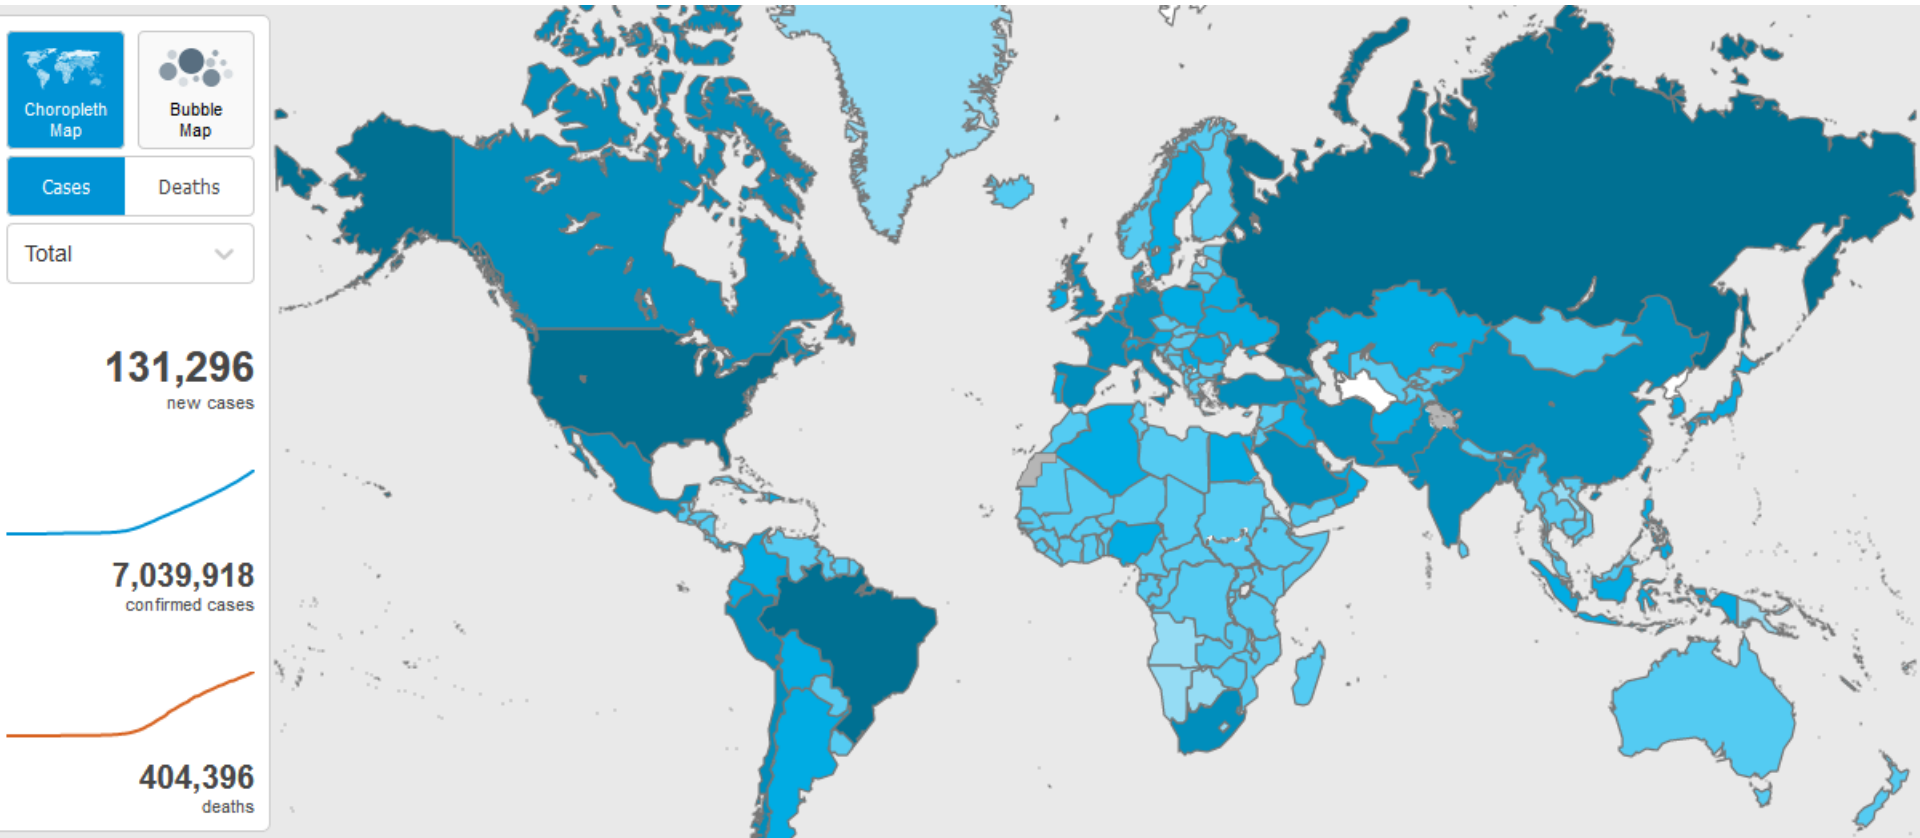 Choropleth
Map
Bubble
Map
Cases
Deaths
Total
131,296
new cases
7,039,918
confirmed cases
404,396
deaths